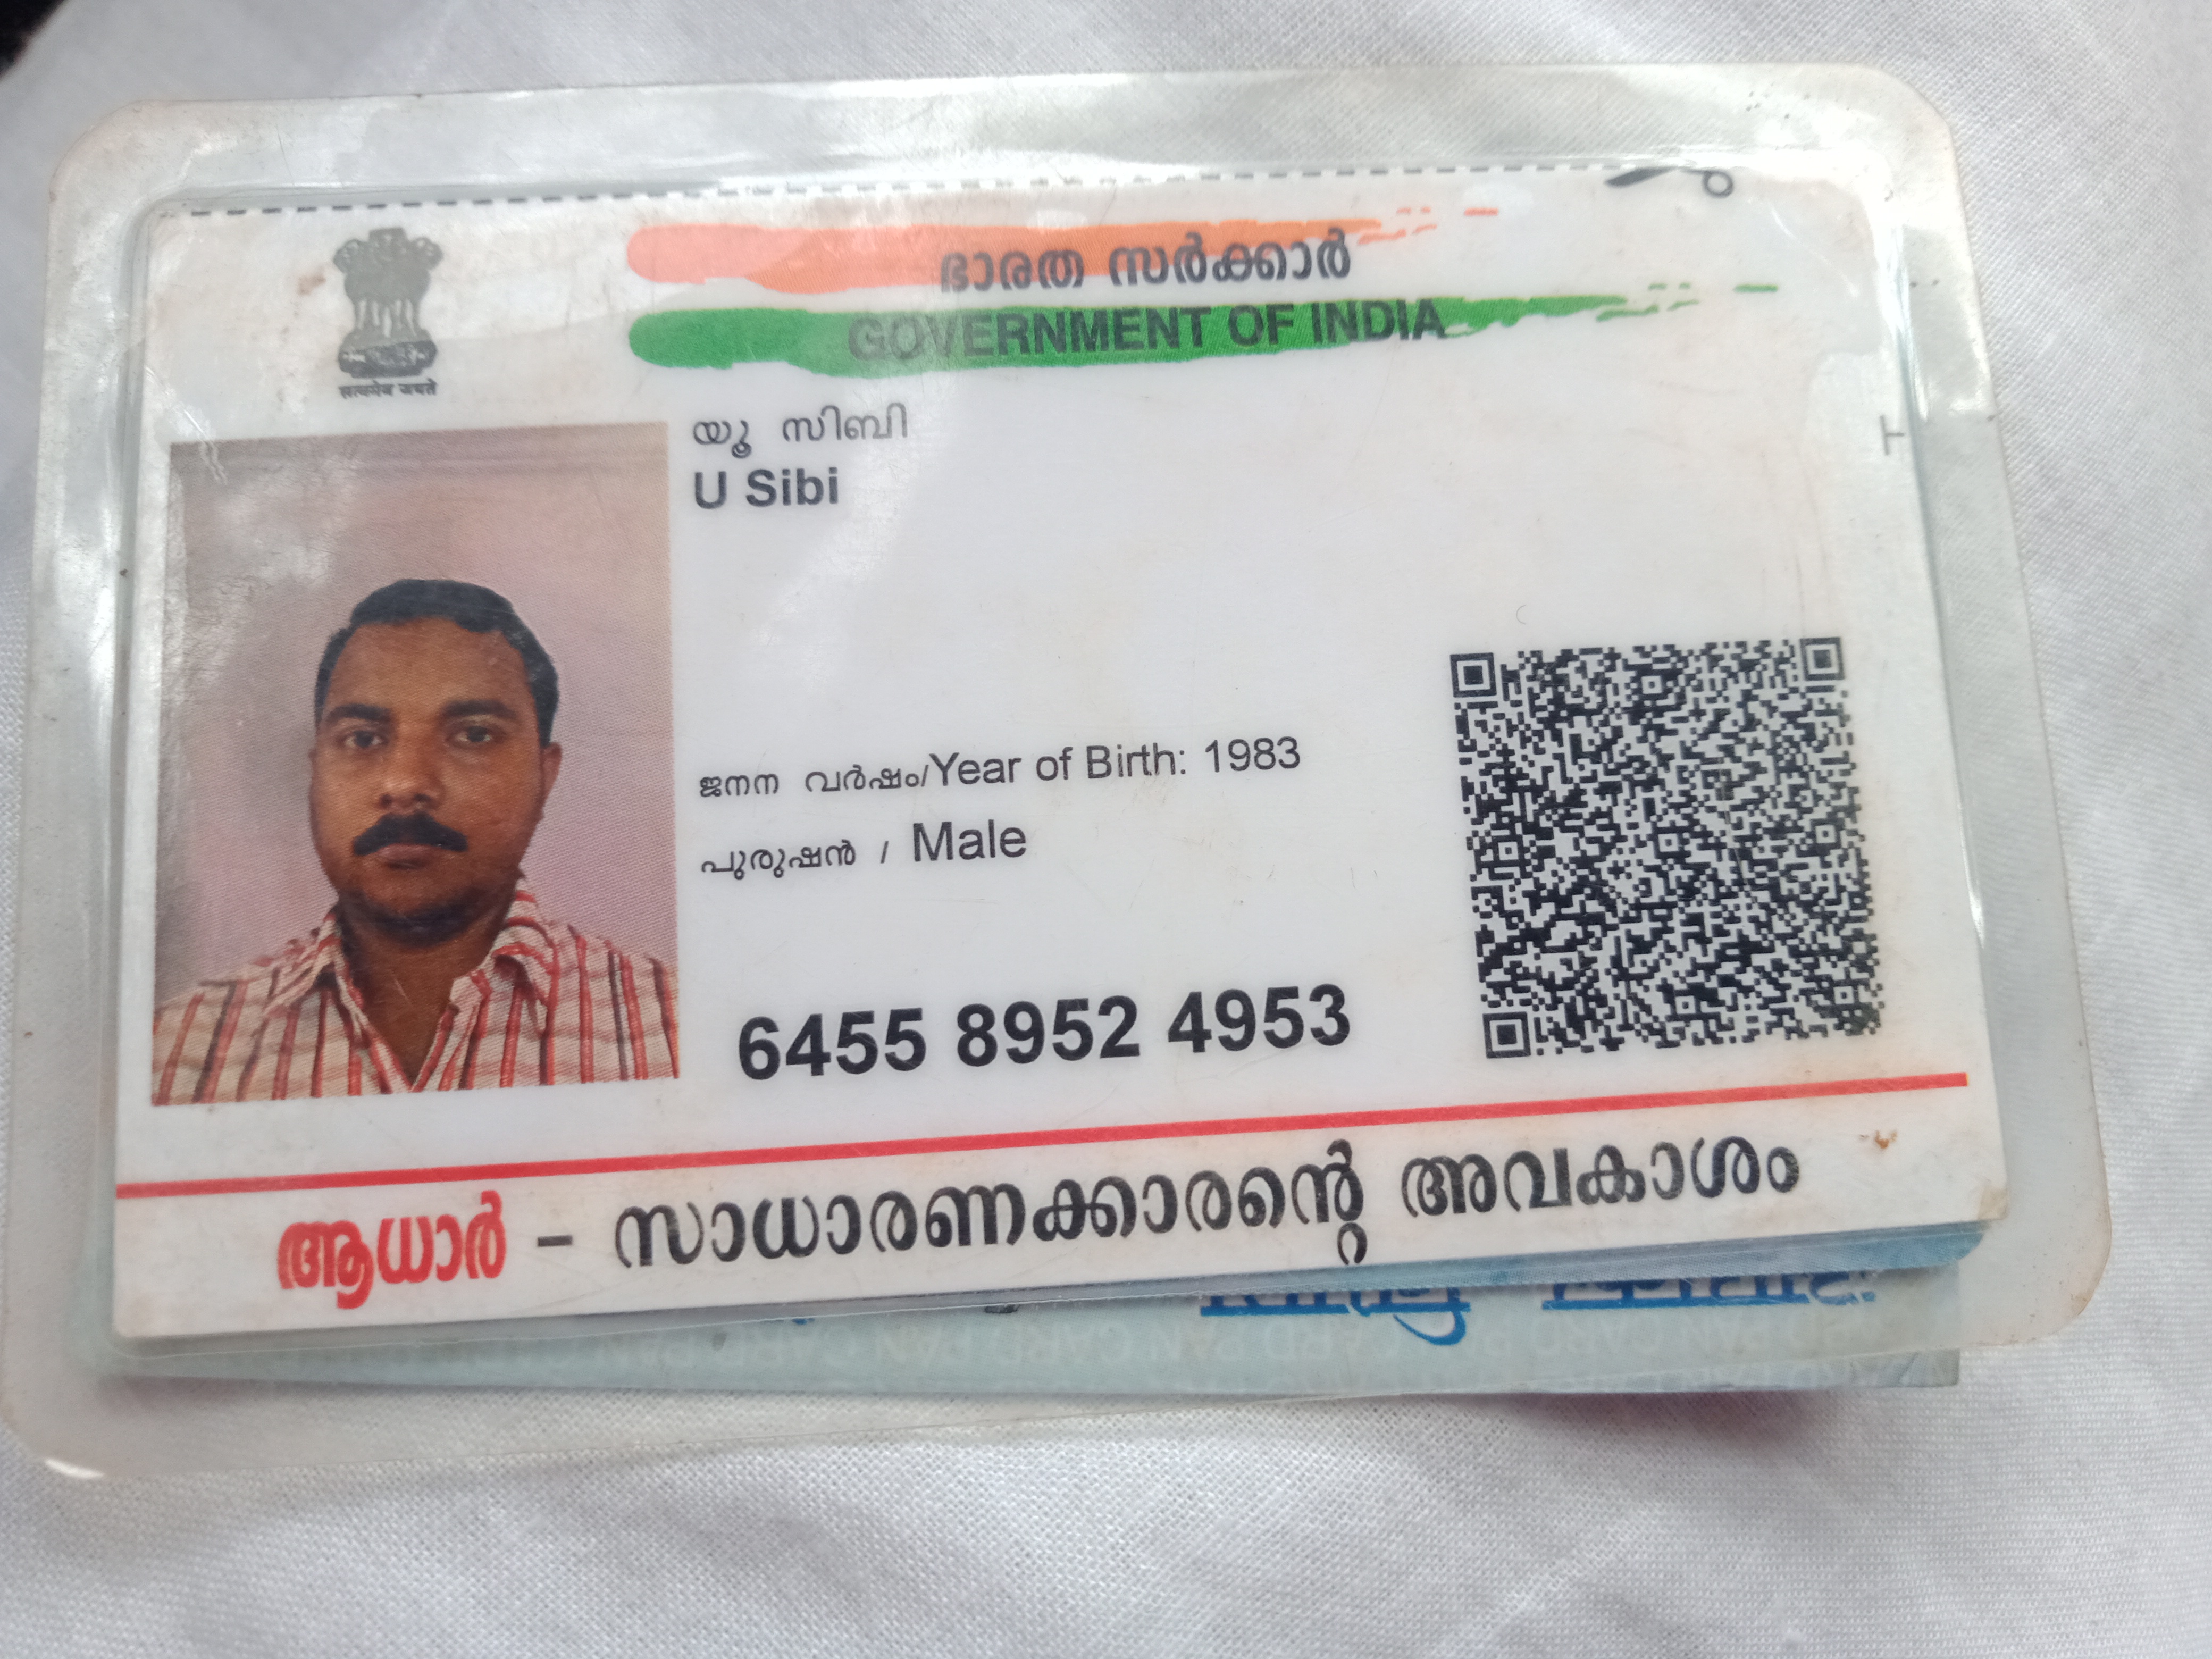 ഭാരത സർക്കാർ
GOVERNMENT OF INDIA
सत्यमेव जयते
യൂ സിബി
U Sibi
ജനന വർഷം/Year of Birth: 1983
പുരുഷൻ / Male
6455 8952 4953
ആധാർ – സാധാരണക്കാരന്റെ അവകാശം